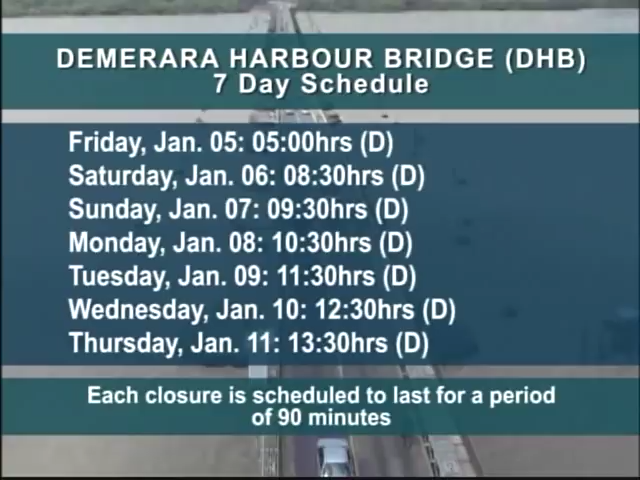 DEMERARA HARBOUR BRIDGE (DHB)
7 Day Schedule
Friday, Jan. 05: 05:00hrs (D)
Saturday, Jan. 06: 08:30hrs (D)
Sunday, Jan. 07: 09:30hrs (D)
Monday, Jan. 08: 10:30hrs (D)
Tuesday, Jan. 09: 11:30hrs (D)
Wednesday, Jan. 10: 12:30hrs (D)
Thursday, Jan. 11: 13:30hrs (D)
Each closure is scheduled to last for a period
of 90 minutes